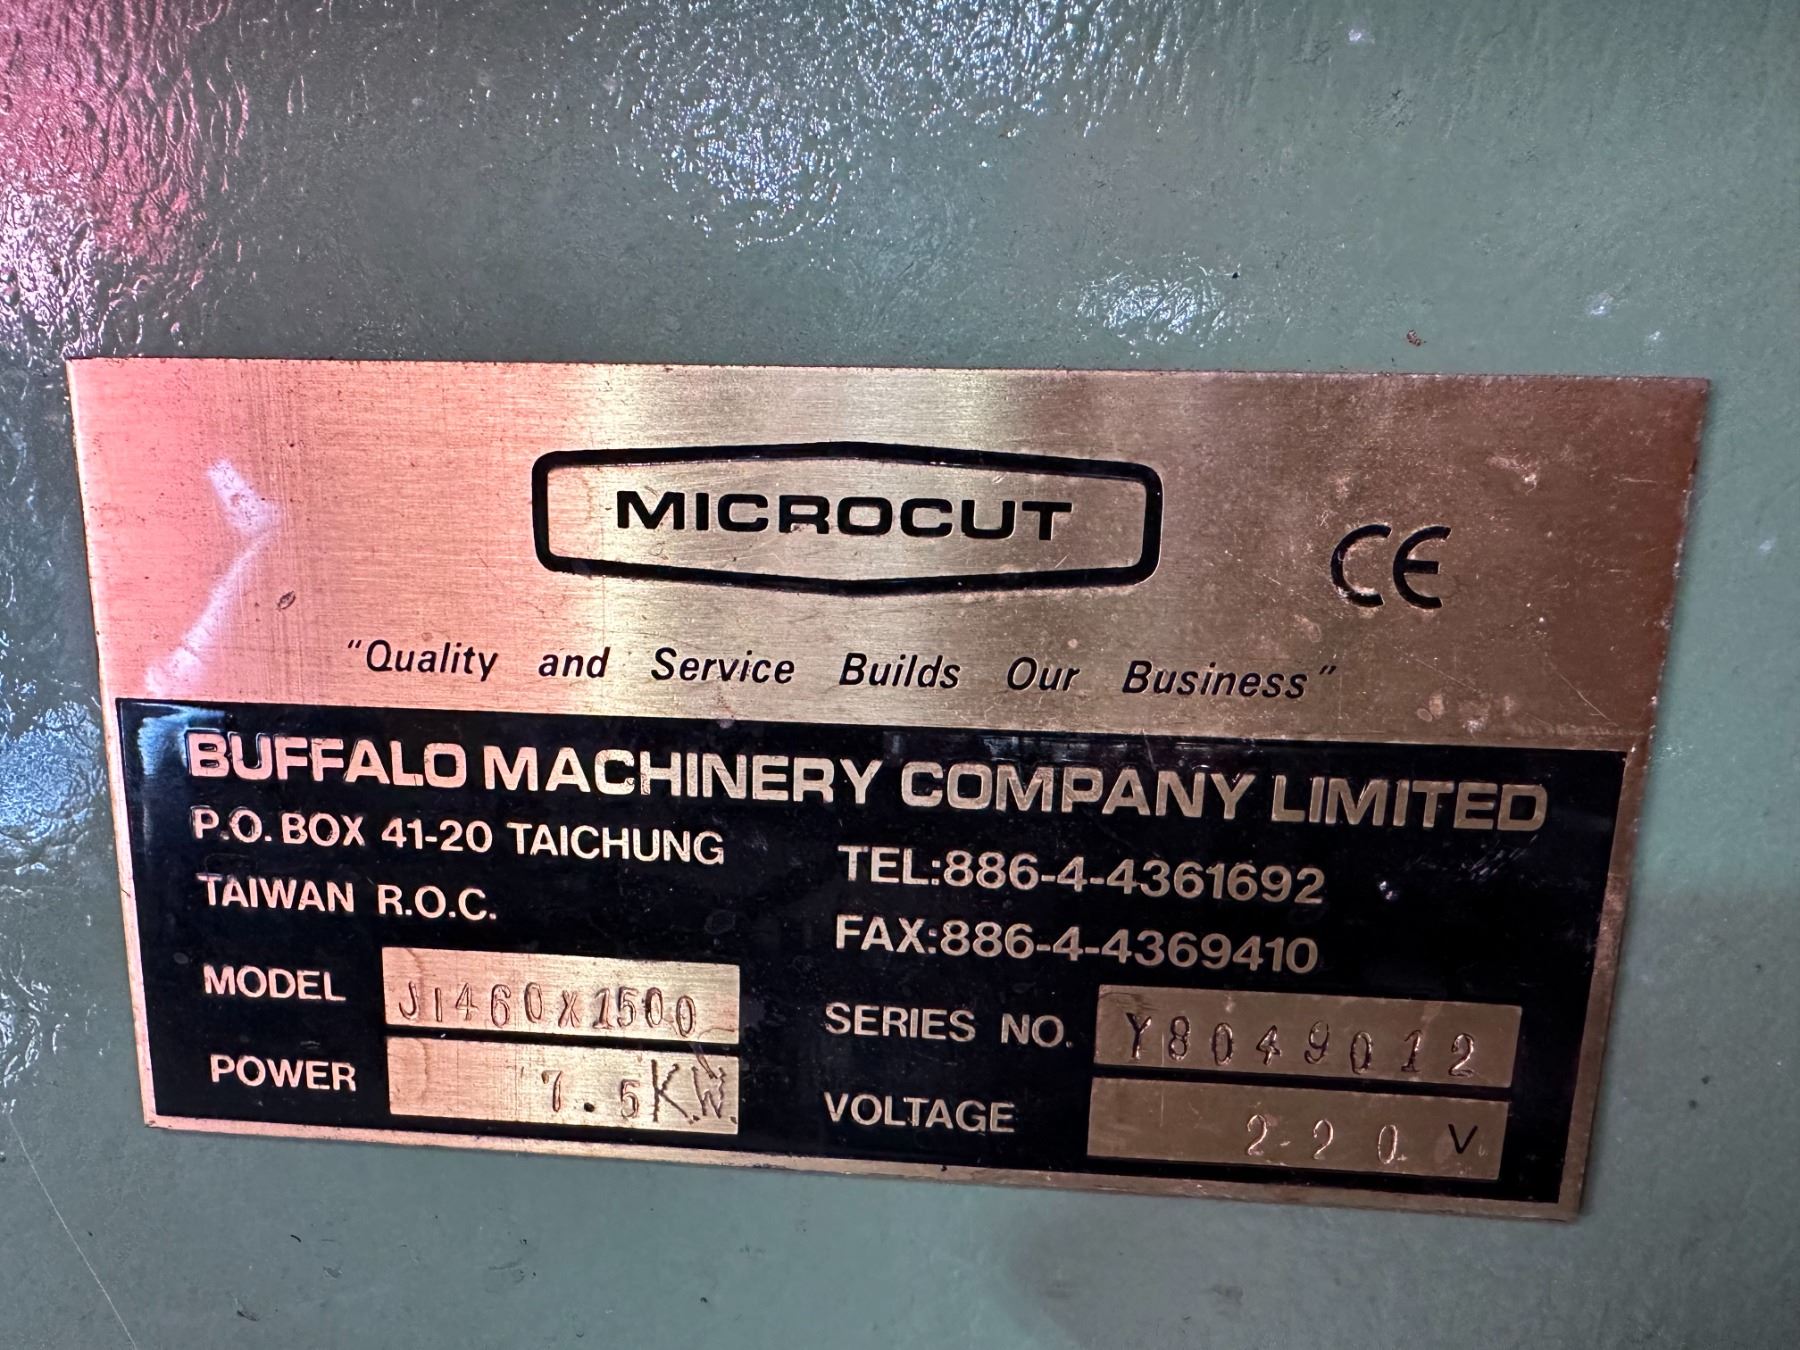 MICROCUT
CE
"Quality and Service Builds Our Business"
BUFFALO MACHINERY COMPANY LIMITED
P.O. BOX 41-20 TAICHUNG
TAIWAN R.O.C.
TEL:886-4-4361692
FAX:886-4-4369410
MODEL J1460X1500
SERIES NO. Y8049012
POWER 7.5KW.
VOLTAGE 220 V